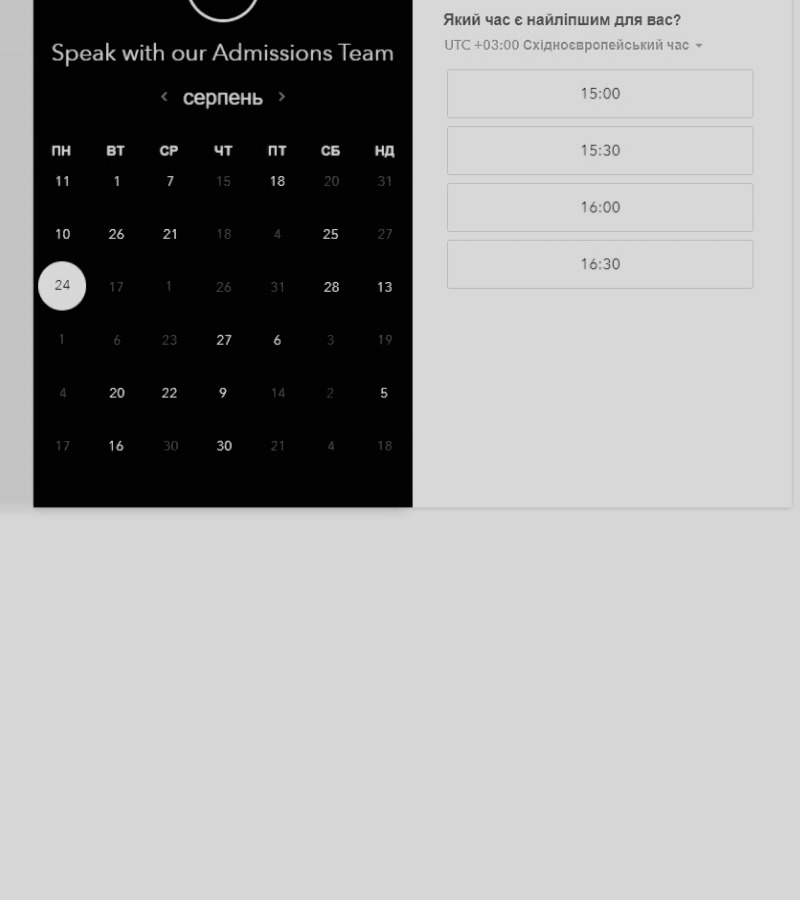 Speak with our Admissions Team
< серпень >
ПН ВТ СР ЧТ ПТ СБ НД
11 1 7 15 18 20 31
10 26 21 18 4 25 27
24 17 1 26 31 28 13
1 6 23 27 6 3 19
4 20 22 9 14 2 5
17 16 30 30 21 4 18
Який час є найліпшим для вас?
UTC +03:00 Східноєвропейський час
15:00
15:30
16:00
16:30